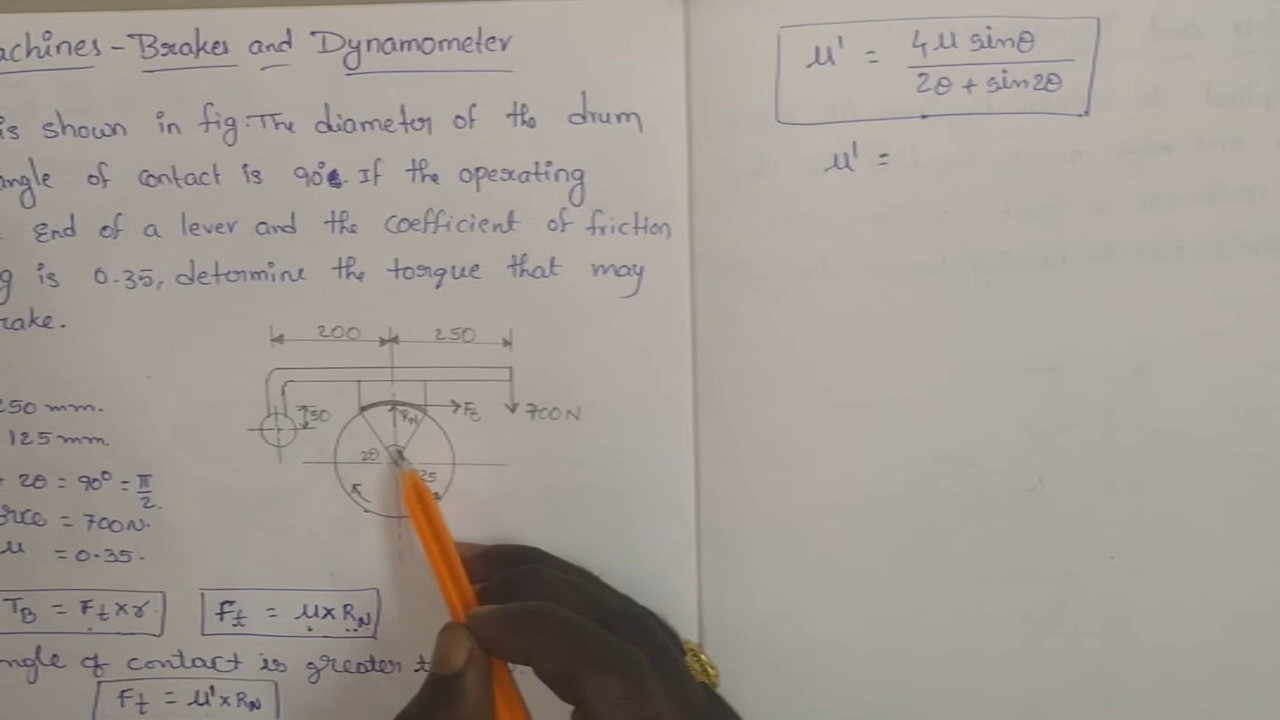 achines - Brakes and Dynamometer
is shown in fig. The diameter of the drum
angle of contact is 90°. If the operating
End of a lever and the coefficient of friction
g is 0.35, determine the torque that may
rake.
200 250
50 Ft 700N
RN
2θ
25
50 mm.
125 mm.
2θ = 90° = π/2.
orce = 700N.
μ = 0.35.
TB = Ft × r Ft = μ × RN
ngle of contact is greater t
Ft = μ' × RN
μ' = 4μ sinθ / 2θ + sin2θ
μ' =